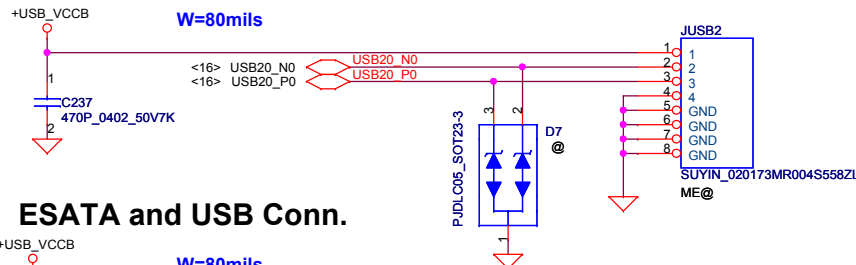 +USB_VCCB
W=80mils
JUSB2
<16> USB20_N0 USB20_N0
<16> USB20_P0 USB20_P0
1 1
2 2
3 3
4 4
5 GND
6 GND
7 GND
8 GND
SUYIN_020173MR004S558ZL
ME@
1
C237
470P_0402_50V7K
2
3 2
D7
@
PJDLC05_SOT23-3
1
ESATA and USB Conn.
+USB_VCCB
W=80mils